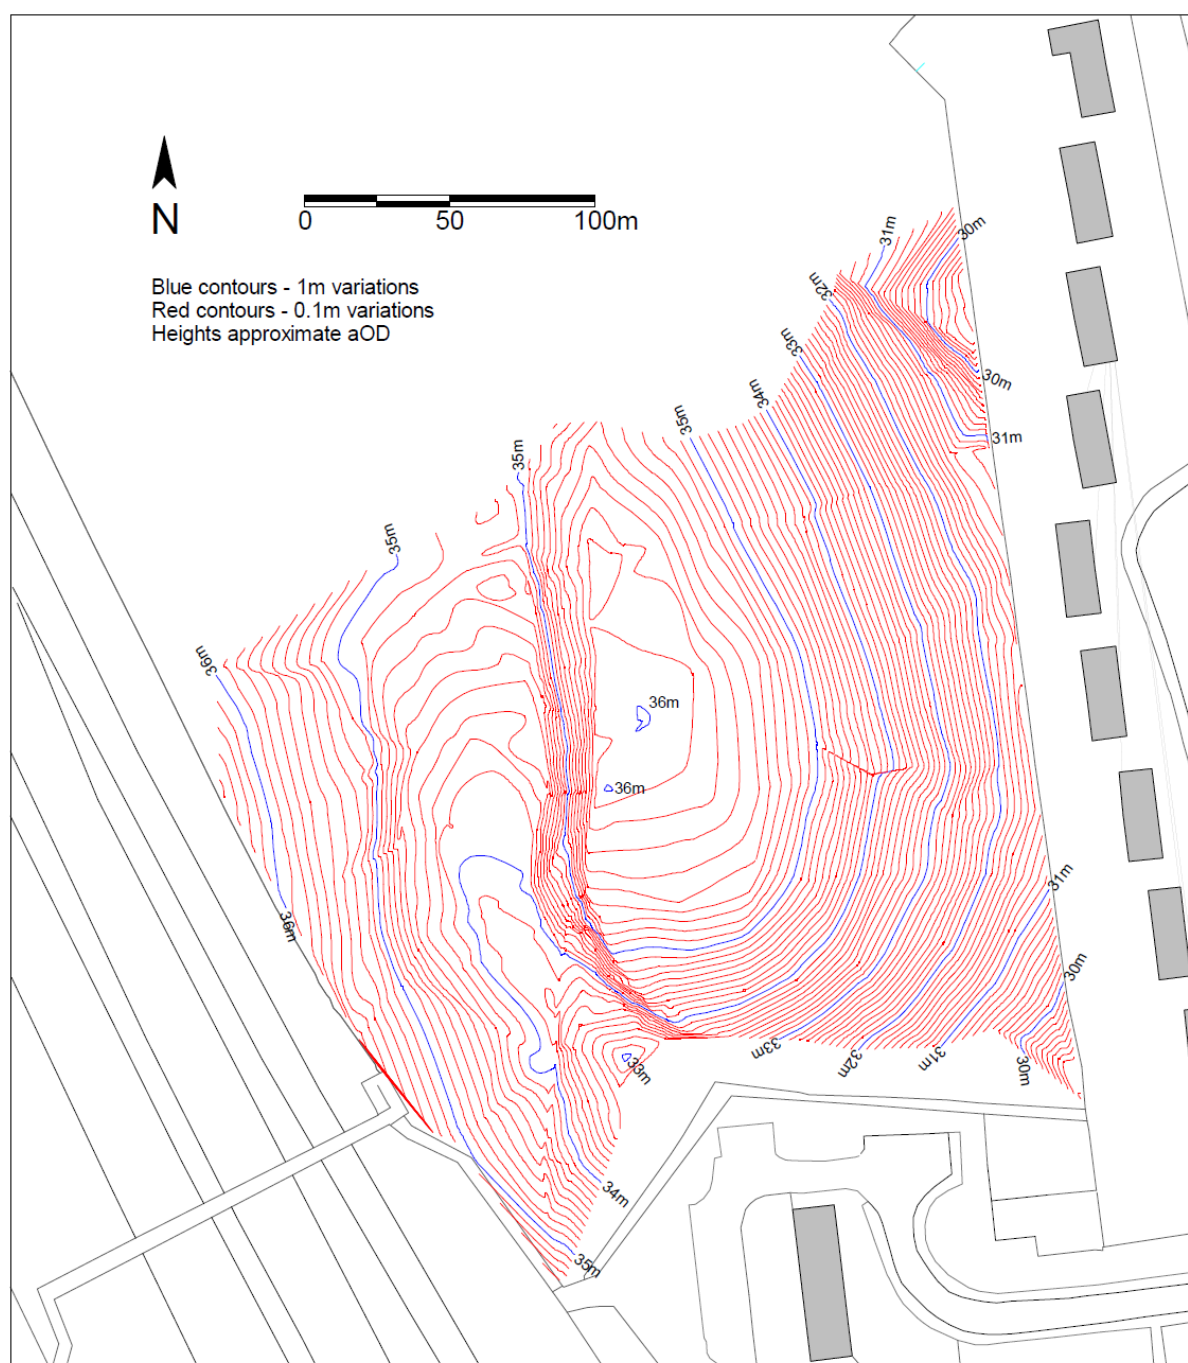 N
0 50 100m
Blue contours - 1m variations
Red contours - 0.1m variations
Heights approximate aOD
31m
30m
32m
33m
30m
34m
35m
31m
35m
35m
36m
36m
36m
31m
36m
30m
33m
33m
32m
31m
30m
34m
35m